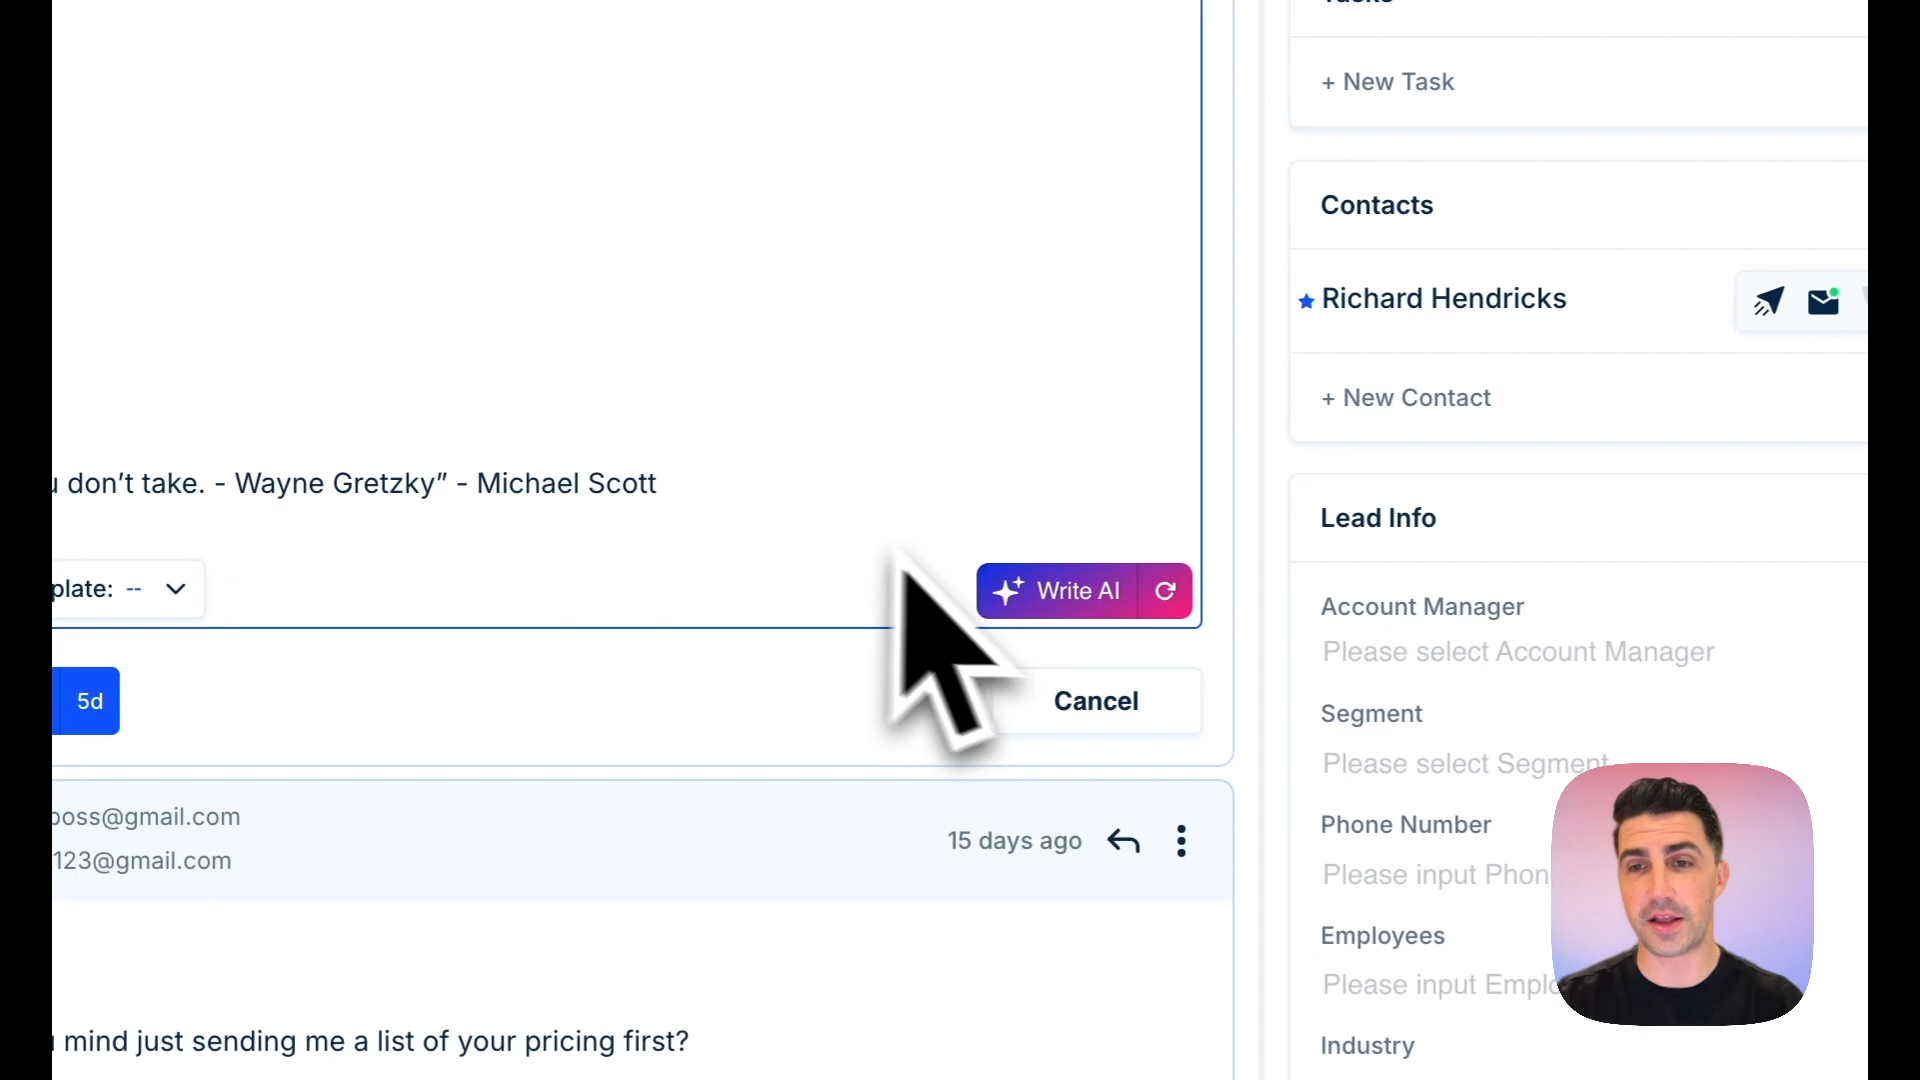 + New Task
Contacts
Richard Hendricks
+ New Contact
don’t take. - Wayne Gretzky” - Michael Scott
Lead Info
plate: --
Write AI
Account Manager
Please select Account Manager
5d
Cancel
Segment
Please select Segment
boss@gmail.com
123@gmail.com
15 days ago
Phone Number
Please input Phon
Employees
Please input Emplo
mind just sending me a list of your pricing first?
Industry